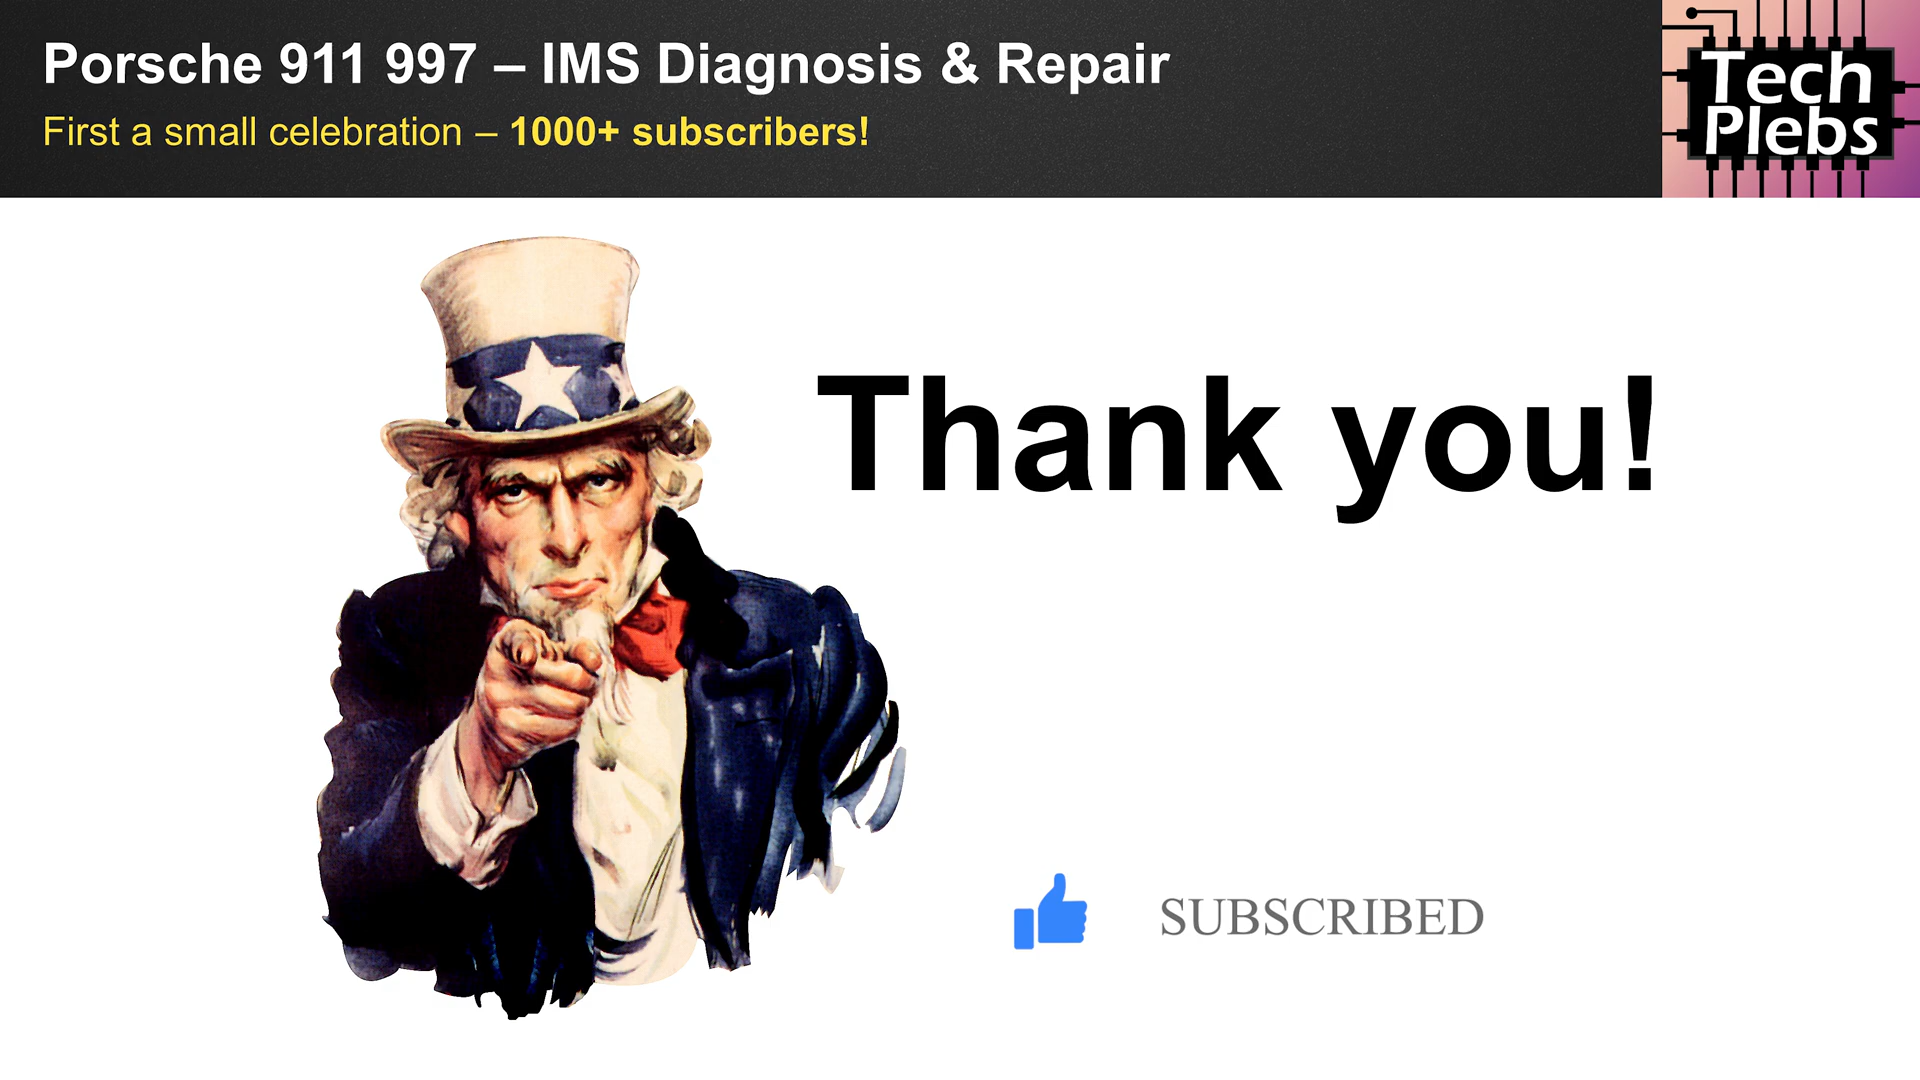 Porsche 911 997 – IMS Diagnosis & Repair
First a small celebration – 1000+ subscribers!
Tech
Plebs
Thank you!
SUBSCRIBED